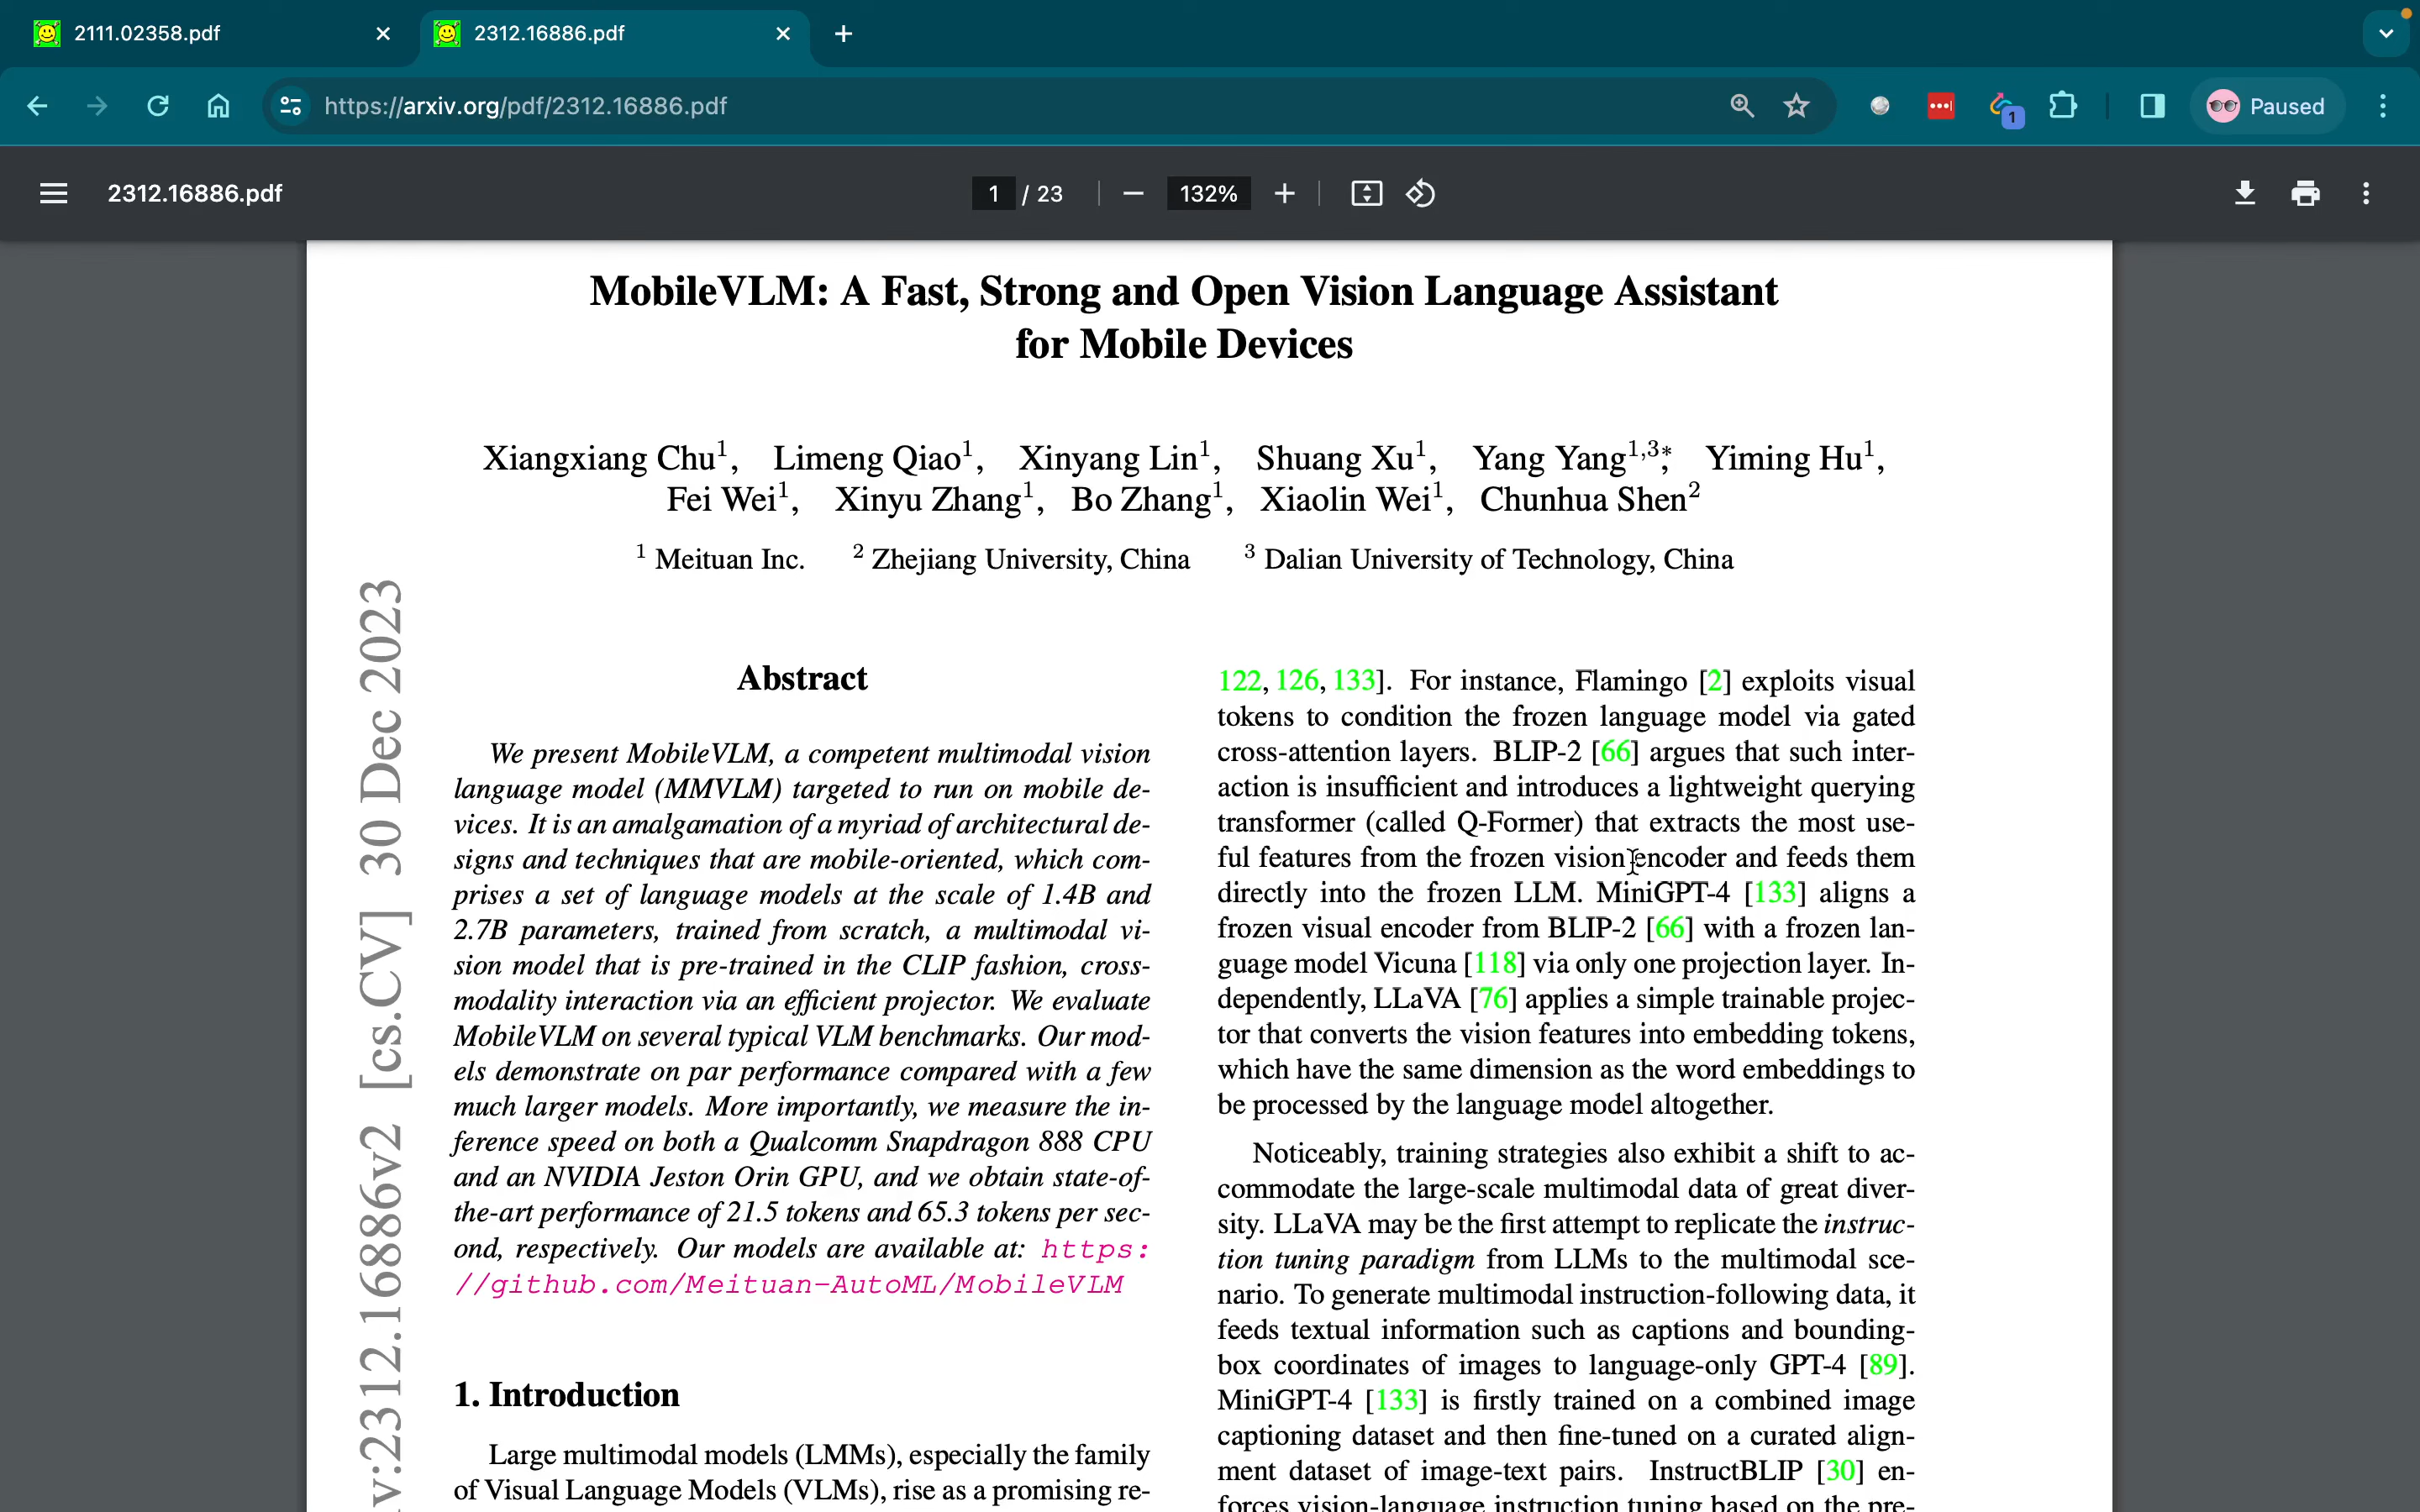 2111.02358.pdf
2312.16886.pdf
https://arxiv.org/pdf/2312.16886.pdf
1
Paused
2312.16886.pdf
1 / 23
132%
MobileVLM: A Fast, Strong and Open Vision Language Assistant
for Mobile Devices
Xiangxiang Chu1, Limeng Qiao1, Xinyang Lin1, Shuang Xu1, Yang Yang1,3*, Yiming Hu1,
Fei Wei1, Xinyu Zhang1, Bo Zhang1, Xiaolin Wei1, Chunhua Shen2
1 Meituan Inc. 2 Zhejiang University, China 3 Dalian University of Technology, China
v:2312.16886v2 [cs.CV] 30 Dec 2023
Abstract
We present MobileVLM, a competent multimodal vision
language model (MMVLM) targeted to run on mobile de-
vices. It is an amalgamation of a myriad of architectural de-
signs and techniques that are mobile-oriented, which com-
prises a set of language models at the scale of 1.4B and
2.7B parameters, trained from scratch, a multimodal vi-
sion model that is pre-trained in the CLIP fashion, cross-
modality interaction via an efficient projector. We evaluate
MobileVLM on several typical VLM benchmarks. Our mod-
els demonstrate on par performance compared with a few
much larger models. More importantly, we measure the in-
ference speed on both a Qualcomm Snapdragon 888 CPU
and an NVIDIA Jeston Orin GPU, and we obtain state-of-
the-art performance of 21.5 tokens and 65.3 tokens per sec-
ond, respectively. Our models are available at: https:
//github.com/Meituan-AutoML/MobileVLM
1. Introduction
Large multimodal models (LMMs), especially the family
of Visual Language Models (VLMs), rise as a promising re-
122, 126, 133]. For instance, Flamingo [2] exploits visual
tokens to condition the frozen language model via gated
cross-attention layers. BLIP-2 [66] argues that such inter-
action is insufficient and introduces a lightweight querying
transformer (called Q-Former) that extracts the most use-
ful features from the frozen vision encoder and feeds them
directly into the frozen LLM. MiniGPT-4 [133] aligns a
frozen visual encoder from BLIP-2 [66] with a frozen lan-
guage model Vicuna [118] via only one projection layer. In-
dependently, LLaVA [76] applies a simple trainable projec-
tor that converts the vision features into embedding tokens,
which have the same dimension as the word embeddings to
be processed by the language model altogether.
Noticeably, training strategies also exhibit a shift to ac-
commodate the large-scale multimodal data of great diver-
sity. LLaVA may be the first attempt to replicate the instruc-
tion tuning paradigm from LLMs to the multimodal sce-
nario. To generate multimodal instruction-following data, it
feeds textual information such as captions and bounding-
box coordinates of images to language-only GPT-4 [89].
MiniGPT-4 [133] is firstly trained on a combined image
captioning dataset and then fine-tuned on a curated align-
ment dataset of image-text pairs. InstructBLIP [30] en-
forces vision-language instruction tuning based on the pre-